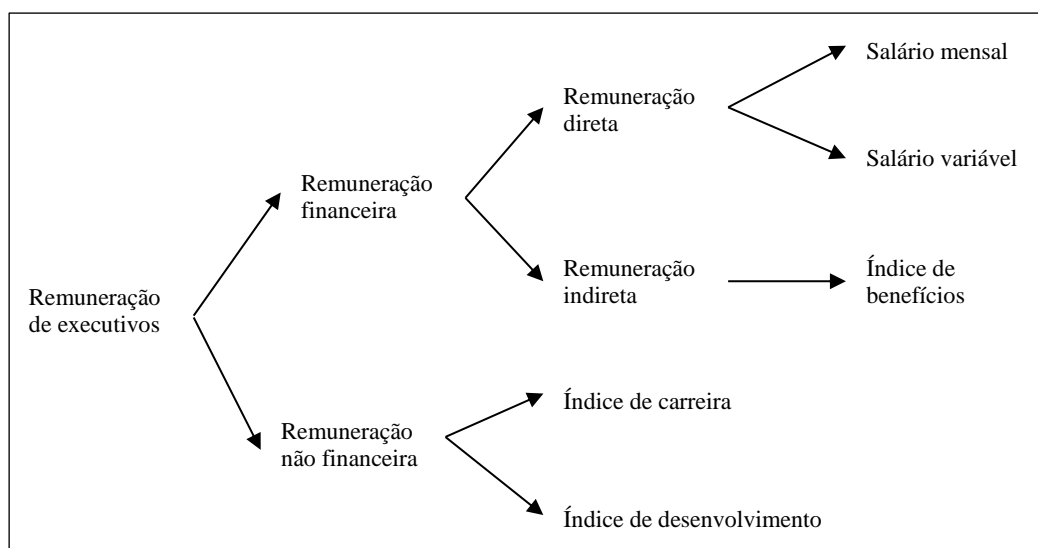 Remuneração
de executivos
Remuneração
financeira
Remuneração
direta
Salário mensal
Salário variável
Remuneração
indireta
Índice de
benefícios
Remuneração
não financeira
Índice de carreira
Índice de desenvolvimento